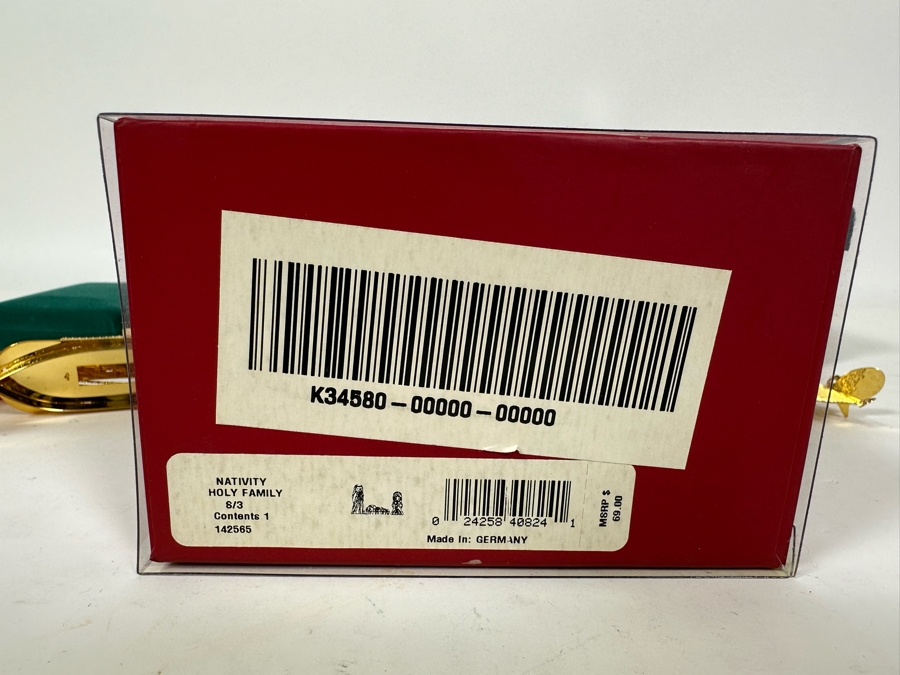 K34580-00000-00000
NATIVITY
HOLY FAMILY
S/3
Contents 1
142565
0 24258 40824 1
Made In: GERMANY
MSRP $
69.00